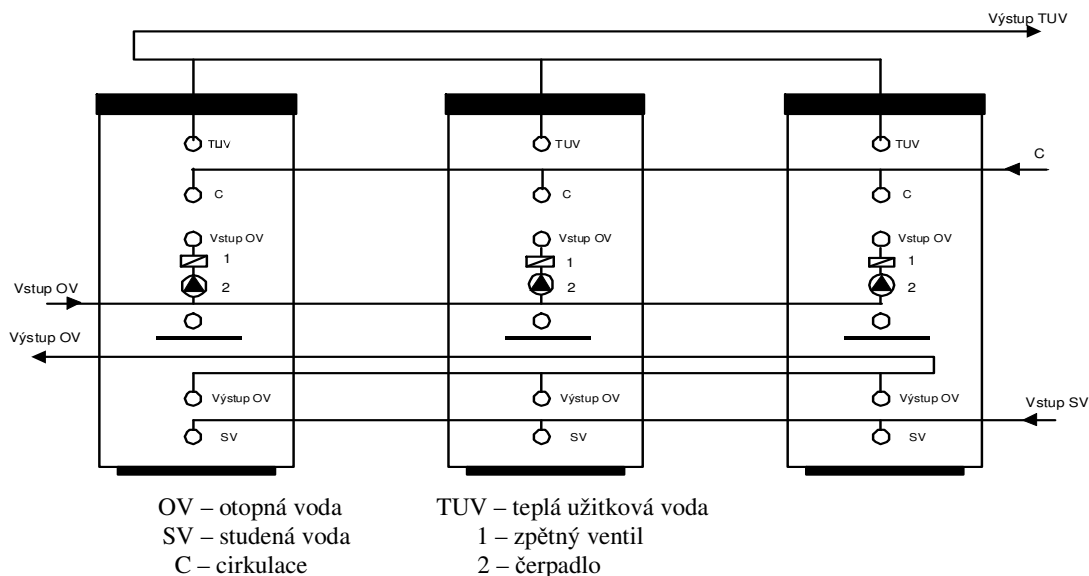 Výstup TUV
TUV TUV TUV
C
C C C
Vstup OV Vstup OV Vstup OV
1 1 1
Vstup OV
2 2 2
Výstup OV
Výstup OV Výstup OV Výstup OV
Vstup SV
SV SV SV
OV – otopná voda TUV – teplá užitková voda
SV – studená voda 1 – zpětný ventil
C – cirkulace 2 – čerpadlo